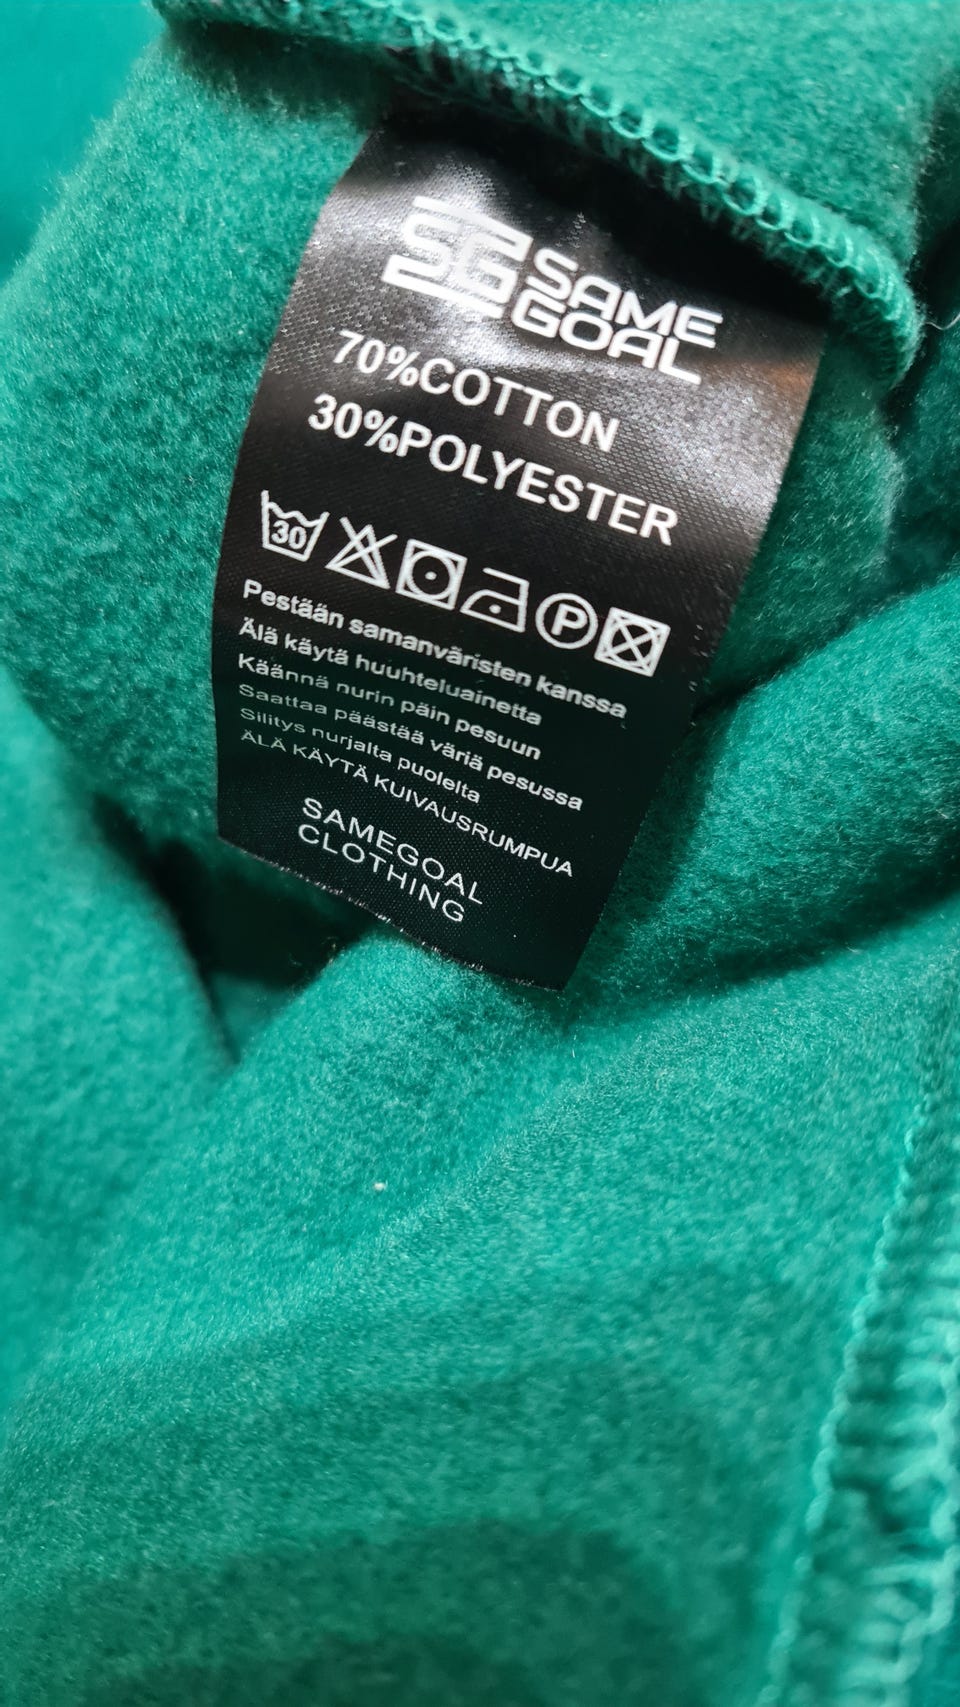 SG SAME
GOAL
70%COTTON
30%POLYESTER
30 P
Pestään samanväristen kanssa
Älä käytä huuhteluainetta
Käännä nurin päin pesuun
Saattaa päästää väriä pesussa
Silitys nurjalta puolelta
ÄLÄ KÄYTÄ KUIVAUSRUMPUA
SAMEGOAL
CLOTHING